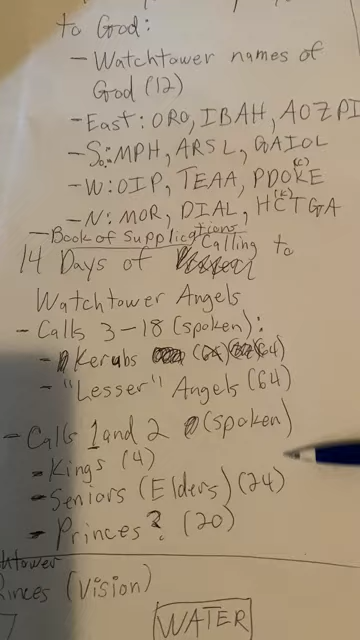 to God:
- Watchtower names of
God (12)
- East: ORO, IBAH, AOZPI
- S.: MPH, ARSL, GAIOL
- W: OIP, TEAA, PDOKE (c)
- N: MOR, DIAL, HCTGA (k)
- Book of Supplications
14 Days of Calling to
Watchtower Angels
- Calls 3-18 (spoken):
- Kerubs (64)
- "Lesser" Angels (64)
- Calls 1 and 2 (spoken)
- Kings (4)
- Seniors (Elders) (24)
- Princes? (20)
htower
rinces (Vision)
WATER